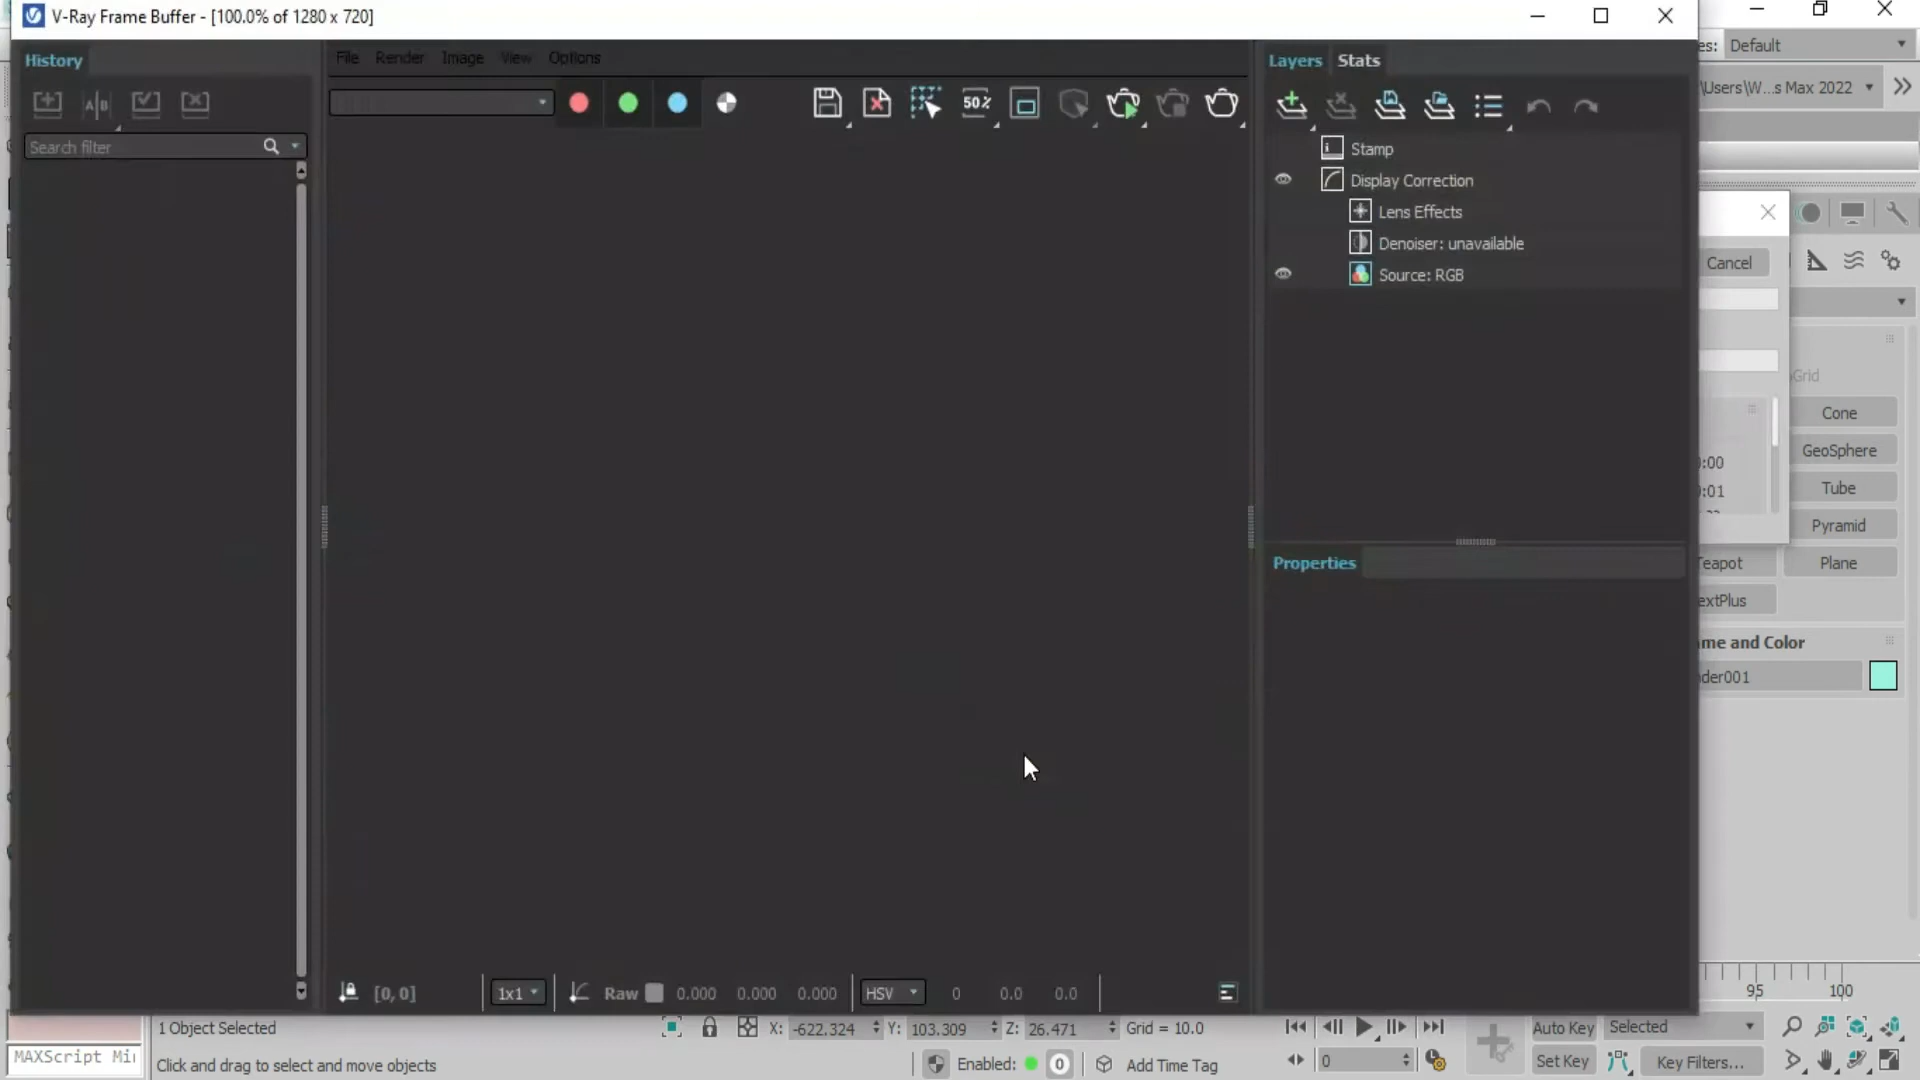 V-Ray Frame Buffer - [100.0% of 1280 x 720]
es: Default
History
File Render Image View Options
Layers Stats
\Users\W...s Max 2022
A|B
50%
Search filter
Stamp
Display Correction
Lens Effects
Denoiser: unavailable
Source: RGB
Cancel
Grid
Cone
GeoSphere
:00
Tube
:01
Pyramid
Properties
Teapot
Plane
extPlus
me and Color
der001
[0, 0]
1x1
Raw 0.000 0.000 0.000
HSV 0 0.0 0.0
95 100
1 Object Selected
X: -622.324 Y: 103.309 Z: 26.471 Grid = 10.0
Auto Key Selected
MAXScript Mi
Click and drag to select and move objects
Enabled: 0
Add Time Tag
0
Set Key
Key Filters...